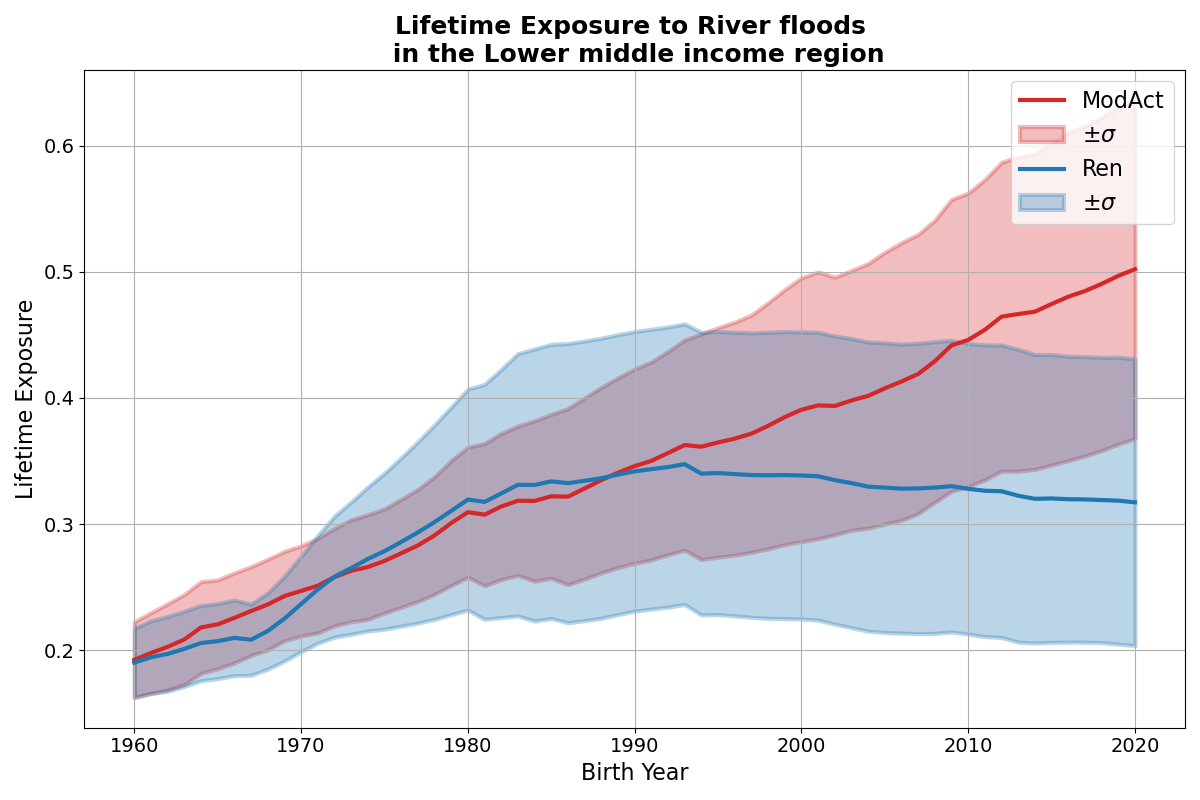 Lifetime Exposure to River floods
in the Lower middle income region
ModAct
±σ
Ren
±σ
Lifetime Exposure
0.6
0.5
0.4
0.3
0.2
1960 1970 1980 1990 2000 2010 2020
Birth Year